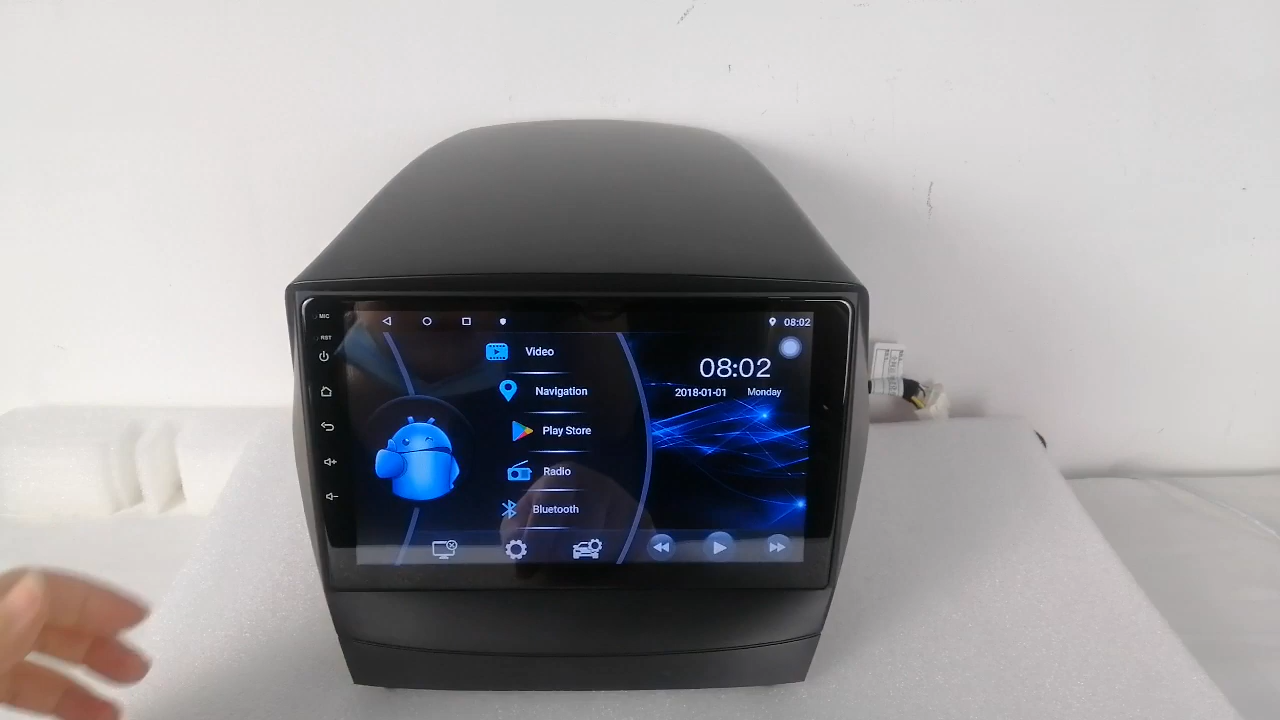 MIC
RST
08:02
Video
Navigation
Play Store
Radio
Bluetooth
08:02
2018-01-01 Monday